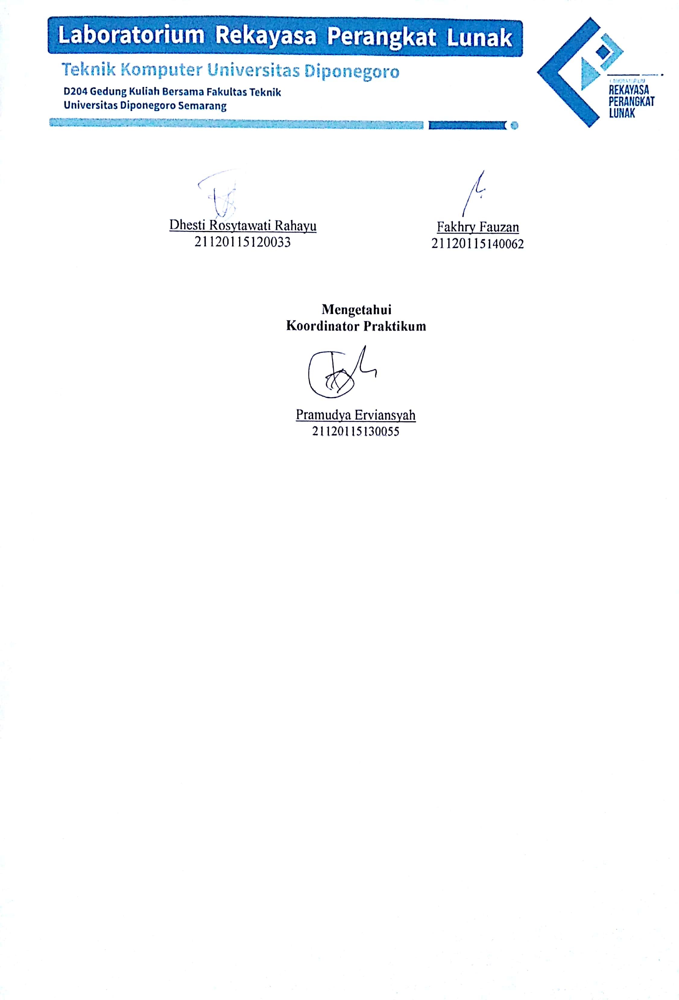 Laboratorium Rekayasa Perangkat Lunak
Teknik Komputer Universitas Diponegoro
D204 Gedung Kuliah Bersama Fakultas Teknik
Universitas Diponegoro Semarang
LABORATORIUM
REKAYASA
PERANGKAT
LUNAK
Dhesti Rosytawati Rahayu
21120115120033
Fakhry Fauzan
21120115140062
Mengetahui
Koordinator Praktikum
Pramudya Erviansyah
21120115130055